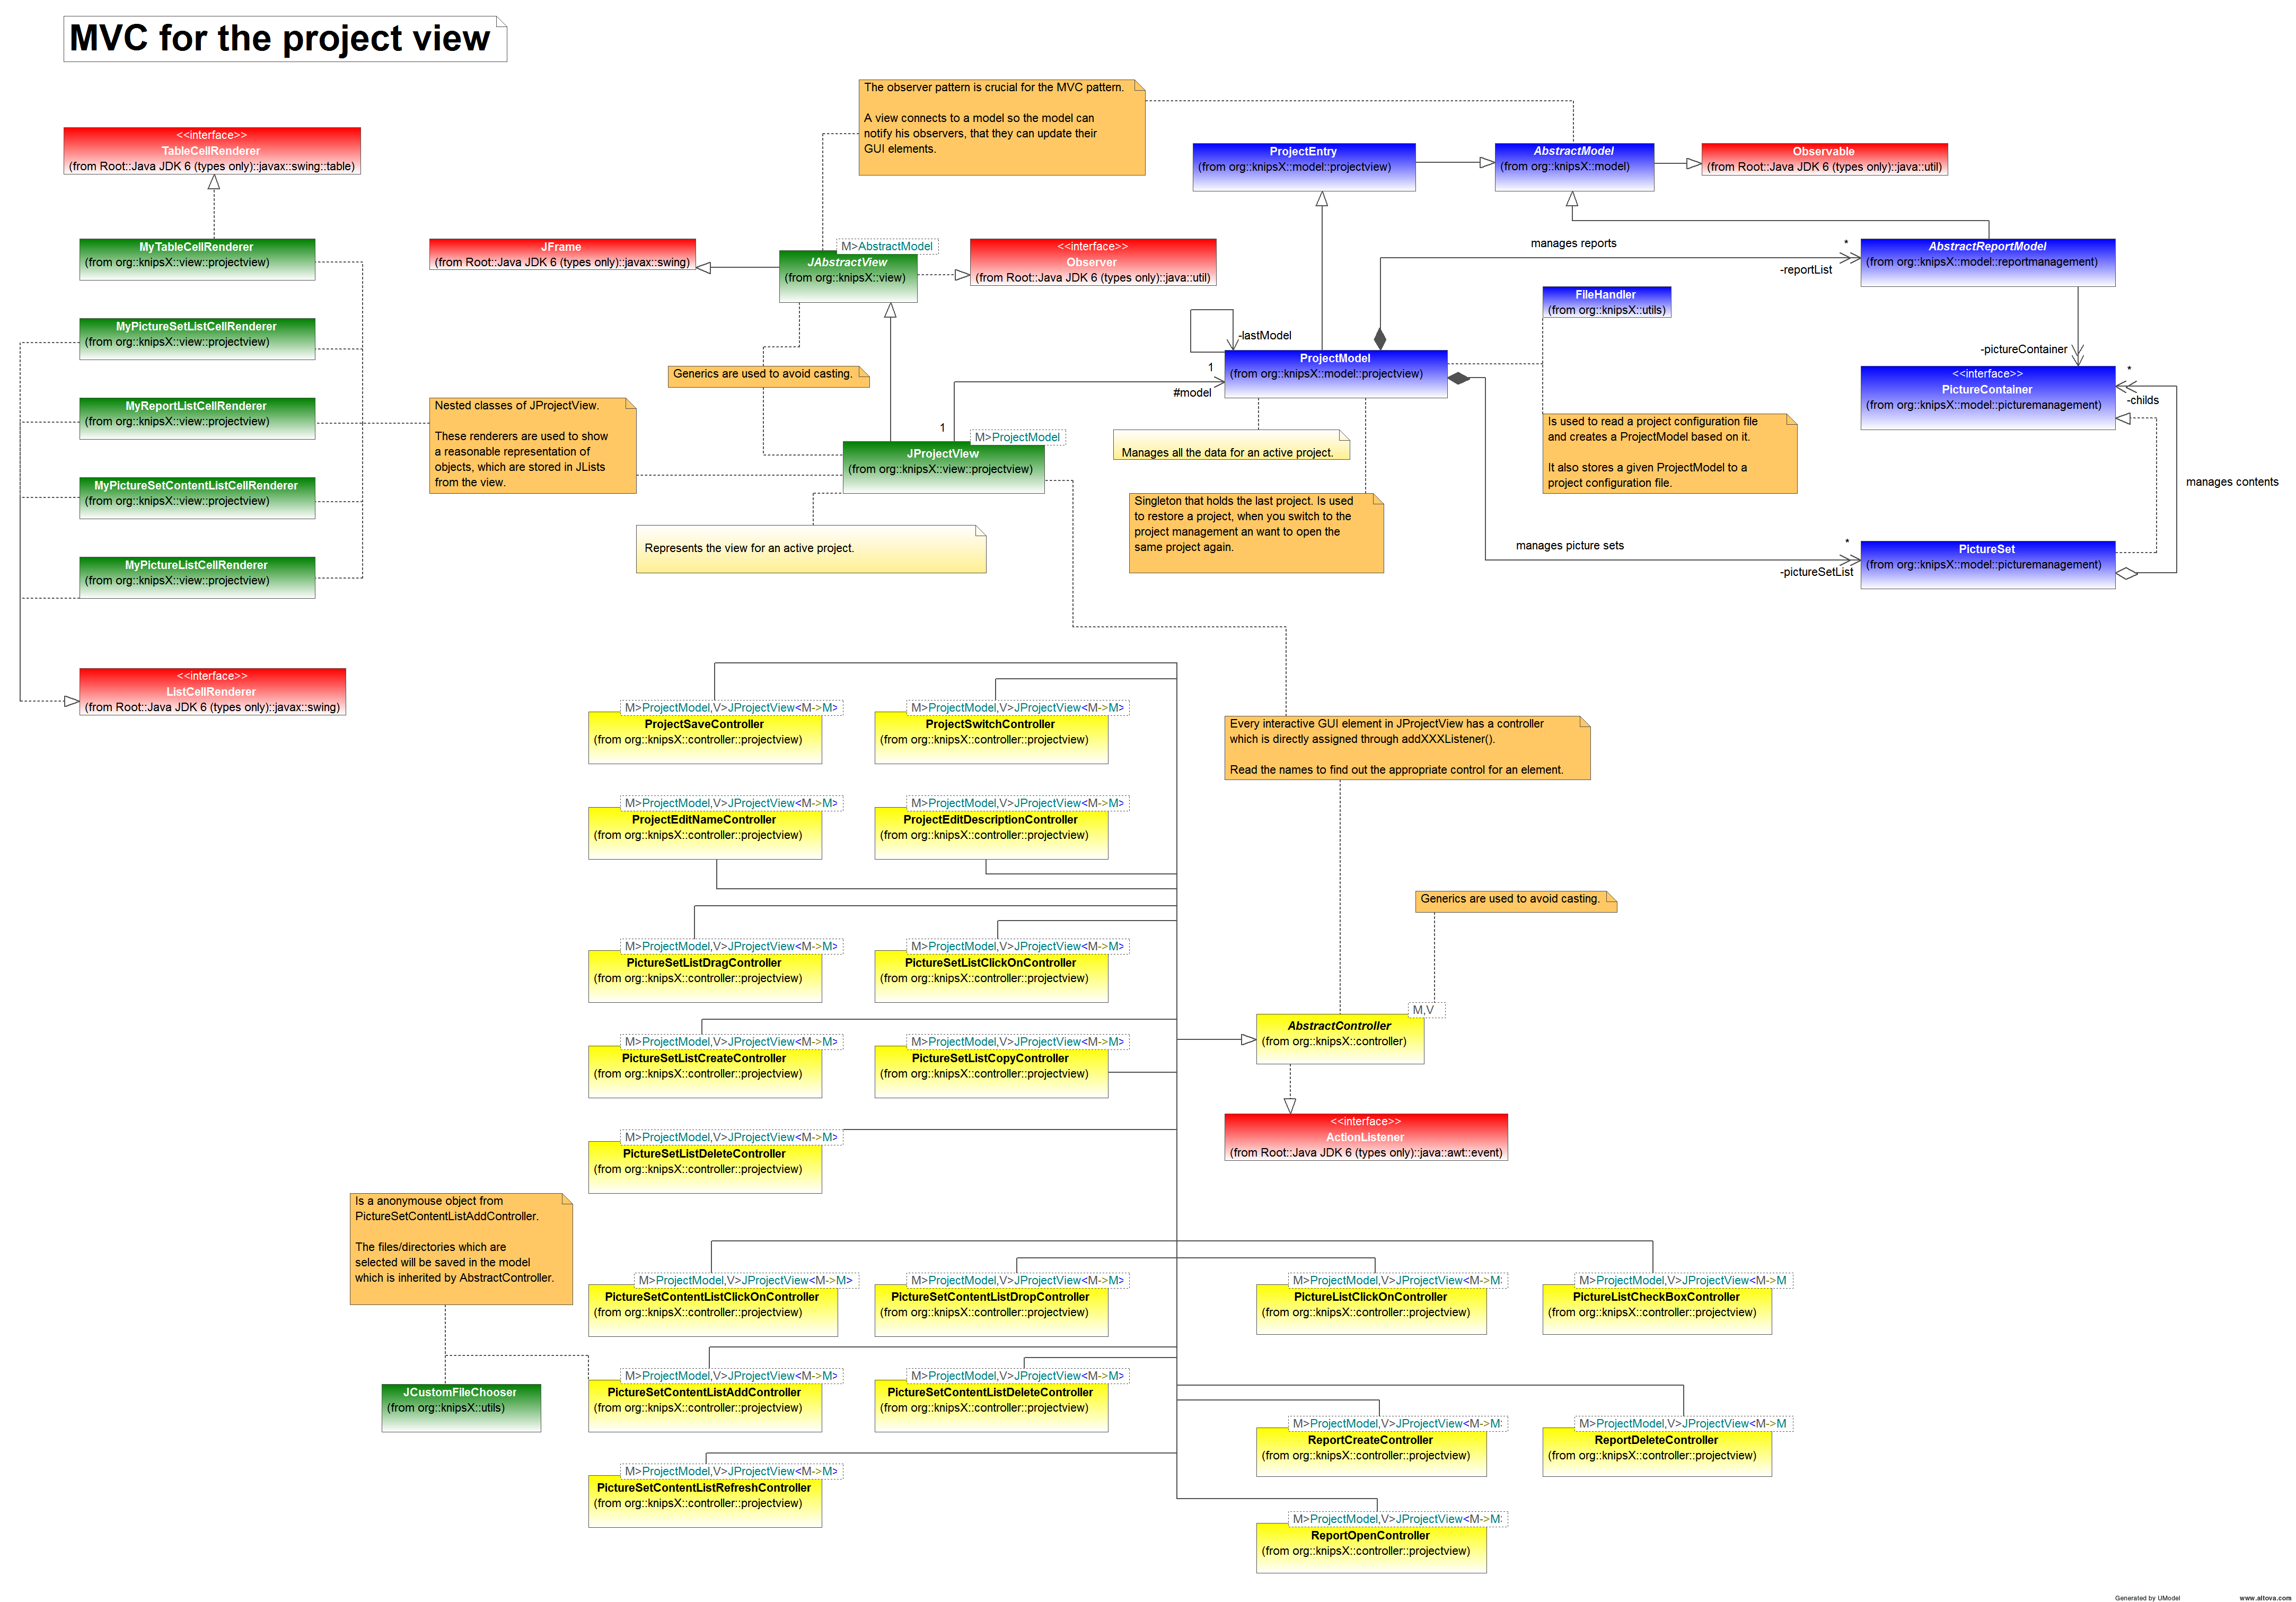 MVC for the project view
The observer pattern is crucial for the MVC pattern.
A view connects to a model so the model can
notify his observers, that they can update their
GUI elements.
<<interface>>
TableCellRenderer
(from Root::Java JDK 6 (types only)::javax::swing::table)
ProjectEntry
(from org::knipsX::model::projectview)
AbstractModel
(from org::knipsX::model)
Observable
(from Root::Java JDK 6 (types only)::java::util)
MyTableCellRenderer
(from org::knipsX::view::projectview)
JFrame
(from Root::Java JDK 6 (types only)::javax::swing)
M>AbstractModel
JAbstractView
(from org::knipsX::view)
<<interface>>
Observer
(from Root::Java JDK 6 (types only)::java::util)
manages reports
*
-reportList
AbstractReportModel
(from org::knipsX::model::reportmanagement)
FileHandler
(from org::knipsX::utils)
MyPictureSetListCellRenderer
(from org::knipsX::view::projectview)
-lastModel
ProjectModel
(from org::knipsX::model::projectview)
1
#model
-pictureContainer
<<interface>>
PictureContainer
(from org::knipsX::model::picturemanagement)
*
-childs
Generics are used to avoid casting.
MyReportListCellRenderer
(from org::knipsX::view::projectview)
Nested classes of JProjectView.
These renderers are used to show
a reasonable representation of
objects, which are stored in JLists
from the view.
1
M>ProjectModel
JProjectView
(from org::knipsX::view::projectview)
Manages all the data for an active project.
Is used to read a project configuration file
and creates a ProjectModel based on it.
It also stores a given ProjectModel to a
project configuration file.
manages contents
MyPictureSetContentListCellRenderer
(from org::knipsX::view::projectview)
Singleton that holds the last project. Is used
to restore a project, when you switch to the
project management an want to open the
same project again.
Represents the view for an active project.
manages picture sets
*
-pictureSetList
PictureSet
(from org::knipsX::model::picturemanagement)
MyPictureListCellRenderer
(from org::knipsX::view::projectview)
<<interface>>
ListCellRenderer
(from Root::Java JDK 6 (types only)::javax::swing)
M>ProjectModel,V>JProjectView<M->M>
ProjectSaveController
(from org::knipsX::controller::projectview)
M>ProjectModel,V>JProjectView<M->M>
ProjectSwitchController
(from org::knipsX::controller::projectview)
Every interactive GUI element in JProjectView has a controller
which is directly assigned through addXXXListener().
Read the names to find out the appropriate control for an element.
M>ProjectModel,V>JProjectView<M->M>
ProjectEditNameController
(from org::knipsX::controller::projectview)
M>ProjectModel,V>JProjectView<M->M>
ProjectEditDescriptionController
(from org::knipsX::controller::projectview)
Generics are used to avoid casting.
M>ProjectModel,V>JProjectView<M->M>
PictureSetListDragController
(from org::knipsX::controller::projectview)
M>ProjectModel,V>JProjectView<M->M>
PictureSetListClickOnController
(from org::knipsX::controller::projectview)
M,V
AbstractController
(from org::knipsX::controller)
M>ProjectModel,V>JProjectView<M->M>
PictureSetListCreateController
(from org::knipsX::controller::projectview)
M>ProjectModel,V>JProjectView<M->M>
PictureSetListCopyController
(from org::knipsX::controller::projectview)
<<interface>>
ActionListener
(from Root::Java JDK 6 (types only)::java::awt::event)
M>ProjectModel,V>JProjectView<M->M>
PictureSetListDeleteController
(from org::knipsX::controller::projectview)
Is a anonymouse object from
PictureSetContentListAddController.
The files/directories which are
selected will be saved in the model
which is inherited by AbstractController.
M>ProjectModel,V>JProjectView<M->M>
PictureSetContentListClickOnController
(from org::knipsX::controller::projectview)
M>ProjectModel,V>JProjectView<M->M>
PictureSetContentListDropController
(from org::knipsX::controller::projectview)
M>ProjectModel,V>JProjectView<M->M
PictureListClickOnController
(from org::knipsX::controller::projectview)
M>ProjectModel,V>JProjectView<M->M
PictureListCheckBoxController
(from org::knipsX::controller::projectview)
JCustomFileChooser
(from org::knipsX::utils)
M>ProjectModel,V>JProjectView<M->M>
PictureSetContentListAddController
(from org::knipsX::controller::projectview)
M>ProjectModel,V>JProjectView<M->M>
PictureSetContentListDeleteController
(from org::knipsX::controller::projectview)
M>ProjectModel,V>JProjectView<M->M
ReportCreateController
(from org::knipsX::controller::projectview)
M>ProjectModel,V>JProjectView<M->M
ReportDeleteController
(from org::knipsX::controller::projectview)
M>ProjectModel,V>JProjectView<M->M>
PictureSetContentListRefreshController
(from org::knipsX::controller::projectview)
M>ProjectModel,V>JProjectView<M->M
ReportOpenController
(from org::knipsX::controller::projectview)
Generated by UModel
www.altova.com